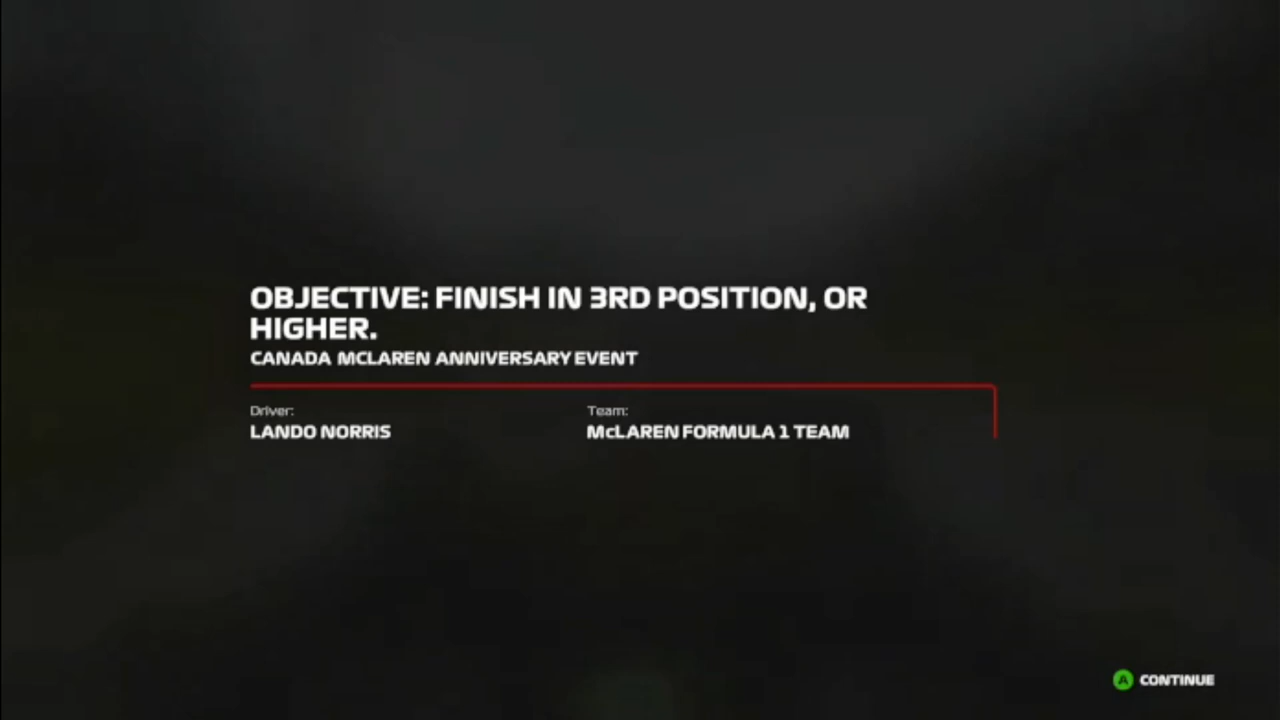 OBJECTIVE: FINISH IN 3RD POSITION, OR
HIGHER.
CANADA MCLAREN ANNIVERSARY EVENT
Driver: Team:
LANDO NORRIS McLAREN FORMULA 1 TEAM
A CONTINUE